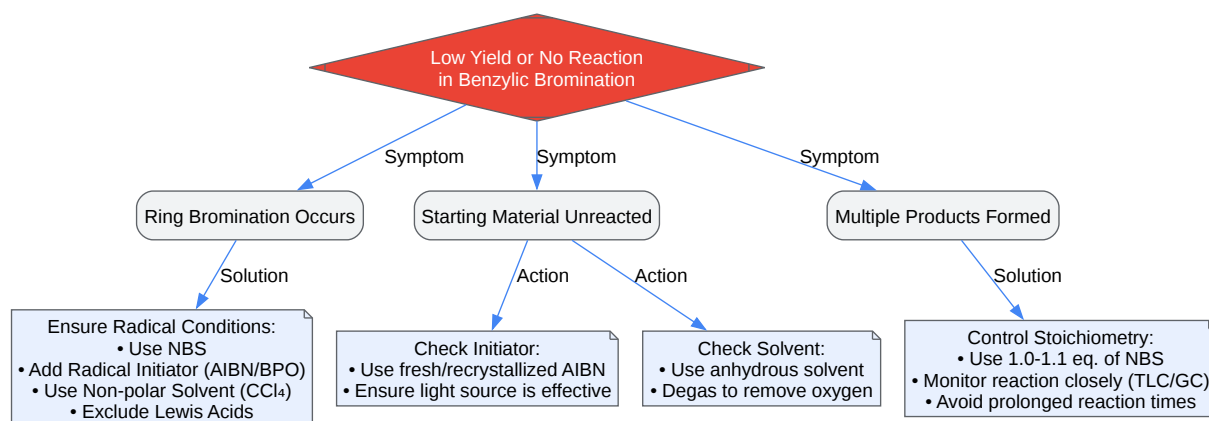 Low Yield or No Reaction
in Benzylic Bromination
Symptom
Symptom
Symptom
Ring Bromination Occurs
Starting Material Unreacted
Multiple Products Formed
Solution
Action
Action
Solution
Ensure Radical Conditions:
• Use NBS
• Add Radical Initiator (AIBN/BPO)
• Use Non-polar Solvent (CCl₄)
• Exclude Lewis Acids
Check Initiator:
• Use fresh/recrystallized AIBN
• Ensure light source is effective
Check Solvent:
• Use anhydrous solvent
• Degas to remove oxygen
Control Stoichiometry:
• Use 1.0-1.1 eq. of NBS
• Monitor reaction closely (TLC/GC)
• Avoid prolonged reaction times